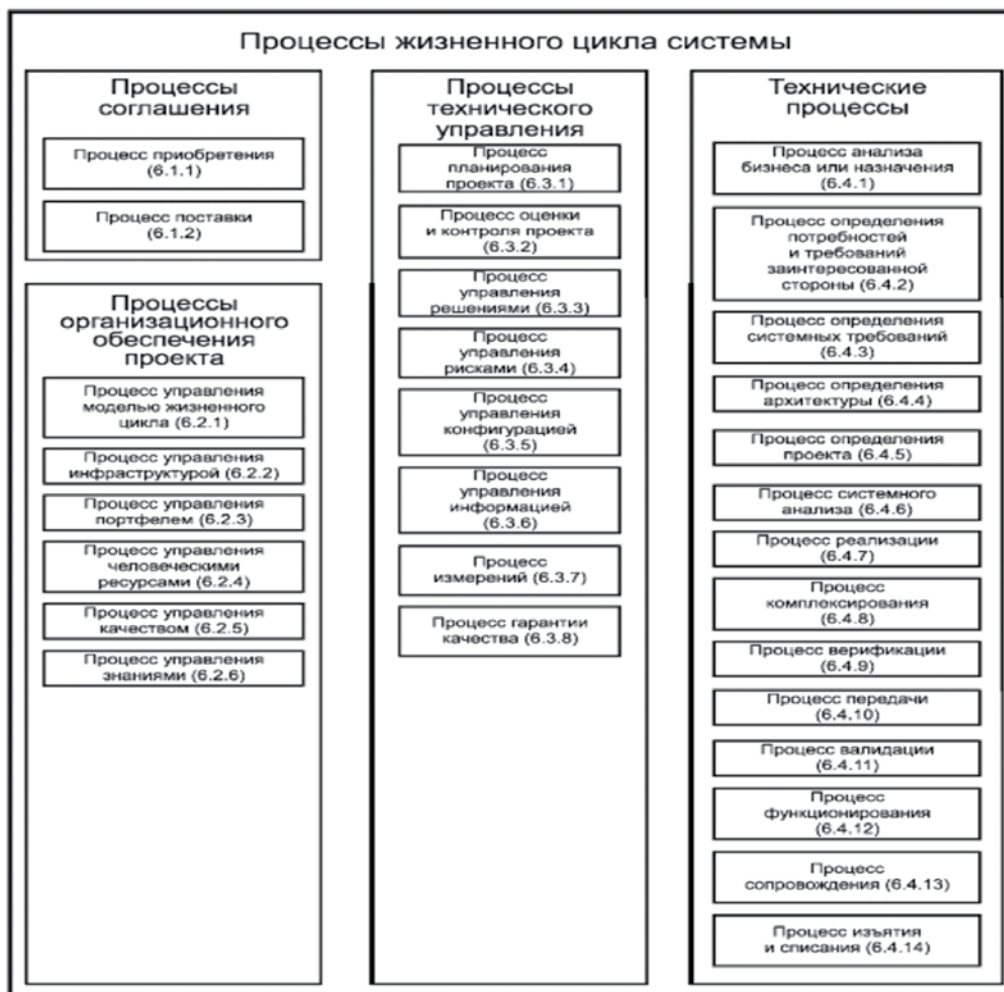 Процессы жизненного цикла системы
Процессы
соглашения
Процесс приобретения
(6.1.1)
Процесс поставки
(6.1.2)
Процессы
организационного
обеспечения
проекта
Процесс управления
моделью жизненного
цикла (6.2.1)
Процесс управления
инфраструктурой (6.2.2)
Процесс управления
портфелем (6.2.3)
Процесс управления
человеческими
ресурсами (6.2.4)
Процесс управления
качеством (6.2.5)
Процесс управления
знаниями (6.2.6)
Процессы
технического
управления
Процесс
планирования
проекта (6.3.1)
Процесс оценки
и контроля проекта
(6.3.2)
Процесс
управления
решениями (6.3.3)
Процесс
управления
рисками (6.3.4)
Процесс
управления
конфигурацией
(6.3.5)
Процесс
управления
информацией
(6.3.6)
Процесс
измерений (6.3.7)
Процесс гарантии
качества (6.3.8)
Технические
процессы
Процесс анализа
бизнеса или назначения
(6.4.1)
Процесс определения
потребностей
и требований
заинтересованной
стороны (6.4.2)
Процесс определения
системных требований
(6.4.3)
Процесс определения
архитектуры (6.4.4)
Процесс определения
проекта (6.4.5)
Процесс системного
анализа (6.4.6)
Процесс реализации
(6.4.7)
Процесс
комплексирования
(6.4.8)
Процесс верификации
(6.4.9)
Процесс передачи
(6.4.10)
Процесс валидации
(6.4.11)
Процесс
функционирования
(6.4.12)
Процесс
сопровождения (6.4.13)
Процесс изъятия
и списания (6.4.14)